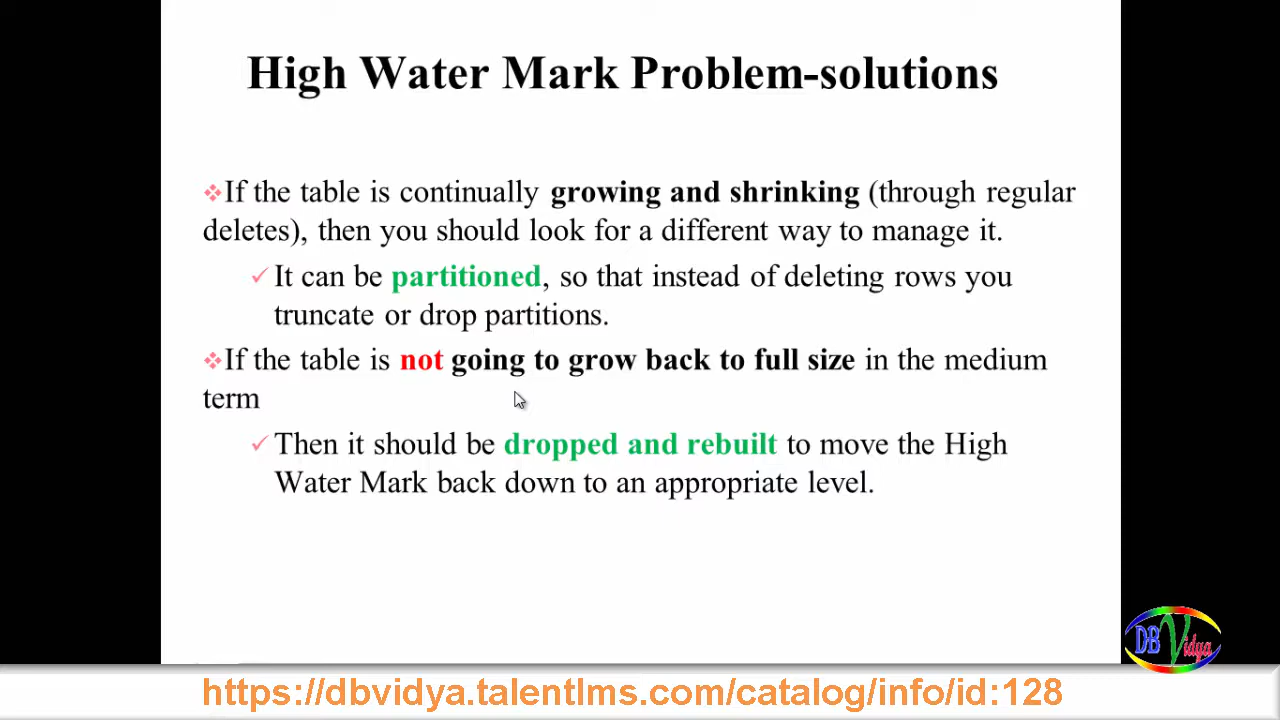 High Water Mark Problem-solutions
If the table is continually growing and shrinking (through regular
deletes), then you should look for a different way to manage it.
It can be partitioned, so that instead of deleting rows you
truncate or drop partitions.
If the table is not going to grow back to full size in the medium
term
Then it should be dropped and rebuilt to move the High
Water Mark back down to an appropriate level.
DB Vidya
https://dbvidya.talentlms.com/catalog/info/id:128